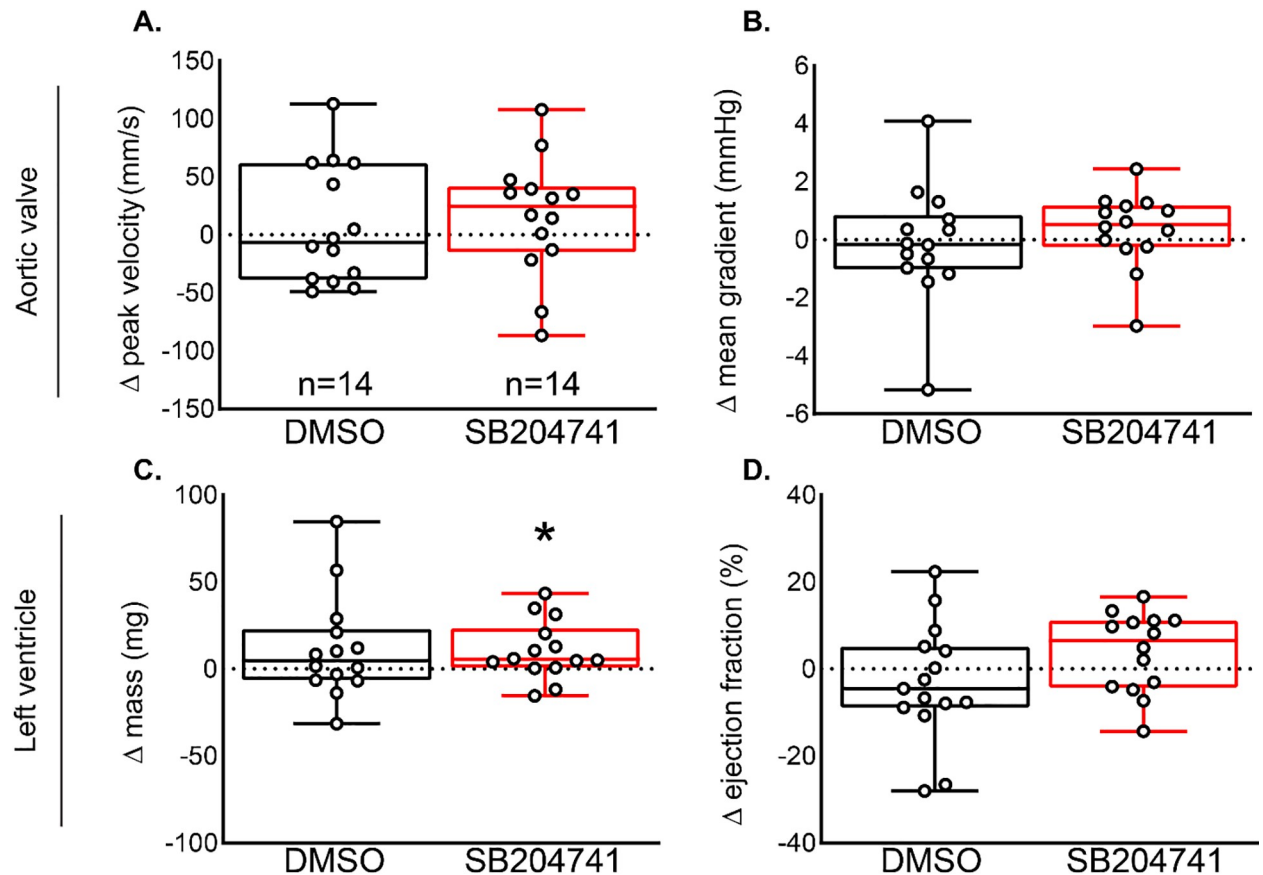 A.
Aortic valve
Δ peak velocity (mm/s)
150
100
50
0
-50
-100
-150
n=14
n=14
DMSO
SB204741
B.
Δ mean gradient (mmHg)
6
4
2
0
-2
-4
-6
DMSO
SB204741
C.
Left ventricle
Δ mass (mg)
100
50
0
-50
-100
*
DMSO
SB204741
D.
Δ ejection fraction (%)
40
20
0
-20
-40
DMSO
SB204741